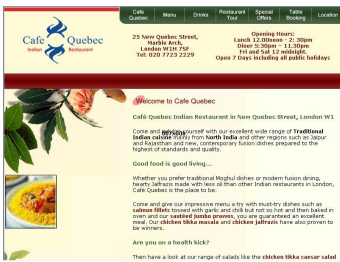 Cafe Quebec
Menu
Drinks
Restaurant Tour
Special Offers
Table Booking
Location
Cafe Quebec
Indian Restaurant
25 New Quebec Street,
Marble Arch,
London W1H 7SF
Tel: 020 7723 2229
Opening Hours:
Lunch 12.00noon - 2: 30pm
Diner 5:30pm - 11.30pm
Fri and Sat 12 midnight.
Open 7 Days including all public holidays
Welcome to Cafe Quebec
Café Quebec Indian Restaurant in New Quebec Street, London W1
Come and yourself with our excellent wide range of Traditional
Indian cuisine mainly from North India and other regions such as Jaipur
and Rajasthan and new, contemporary fusion dishes prepared to the
highest of standards and quality.
Good food is good living...
Whether you prefer traditional Moghul dishes or modern fusion dining,
hearty Jalfrazis made with less oil than other Indian restaurants in London,
Café Quebec is the place to be.
Come and give our impressive menu a try with must-try dishes such as
salmon fillets tossed with garlic and chilli but not so hot and then baked in
oven and our sautéed jumbo prawns, you are guaranteed an excellent
meal. Our chicken tikka masala and chicken jalfrazis have also proven to
be winners.
Are you on a health kick?
Then have a look at our range of salads like the chicken tikka caesar salad